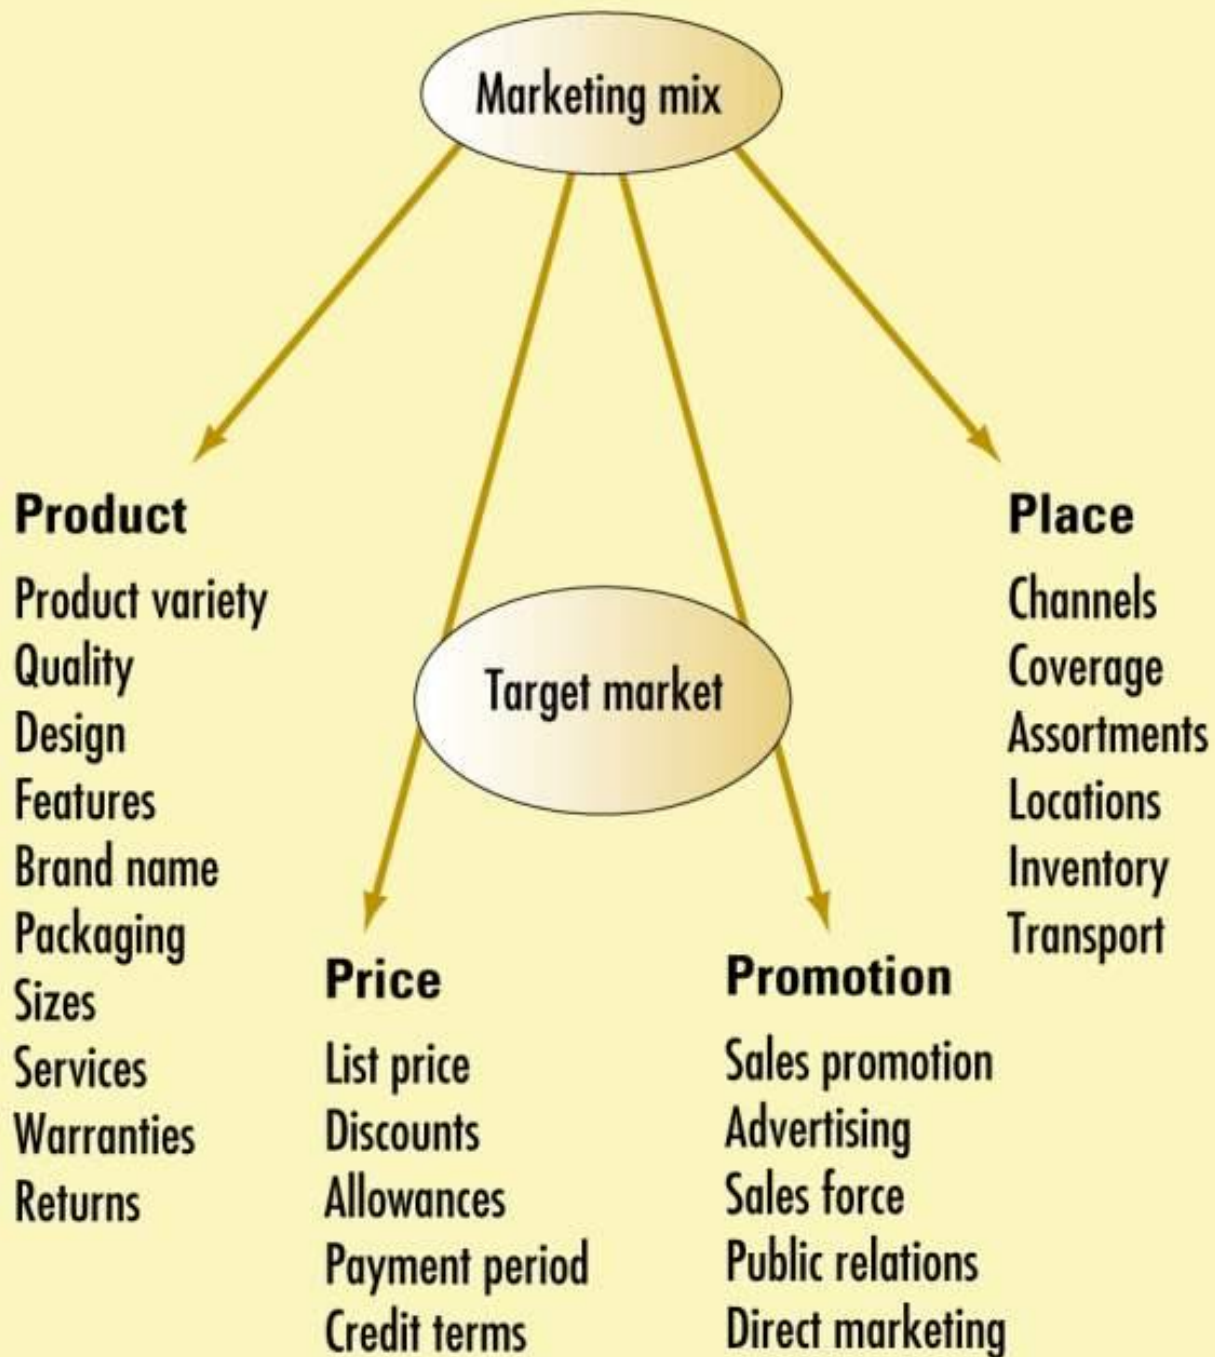 Marketing mix
Target market
Product
Product variety
Quality
Design
Features
Brand name
Packaging
Sizes
Services
Warranties
Returns
Price
List price
Discounts
Allowances
Payment period
Credit terms
Promotion
Sales promotion
Advertising
Sales force
Public relations
Direct marketing
Place
Channels
Coverage
Assortments
Locations
Inventory
Transport